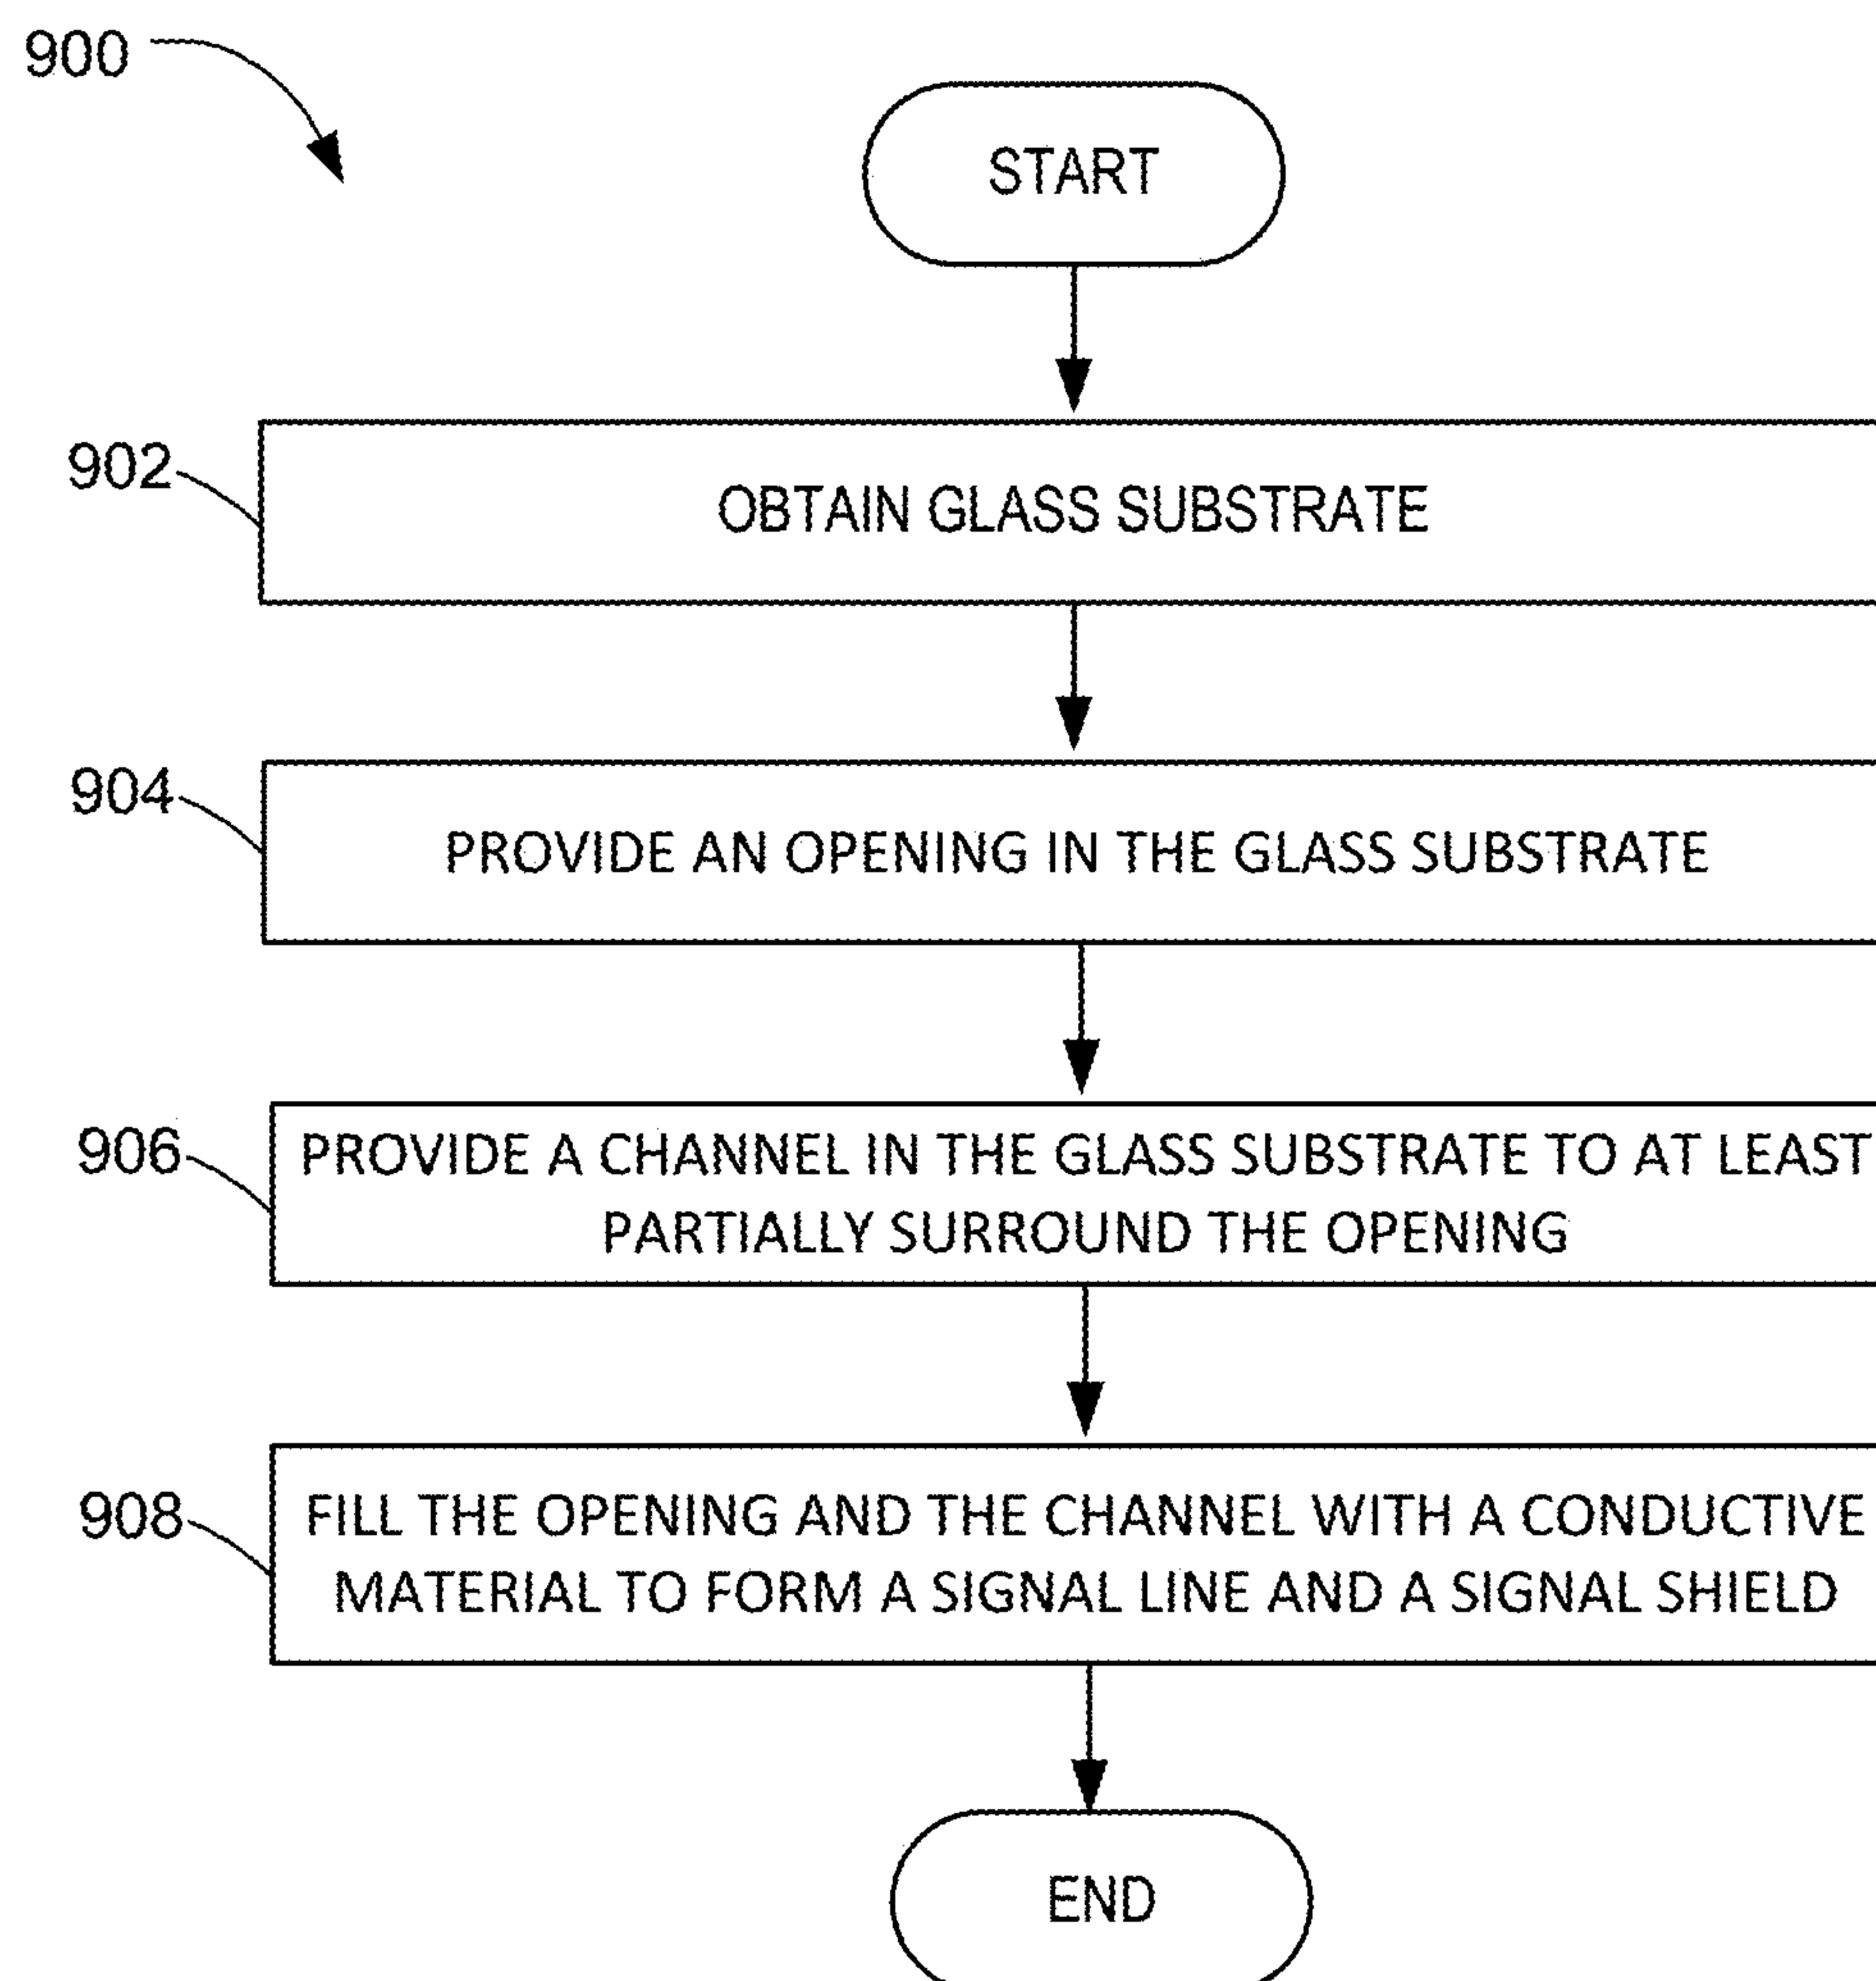 900
START
902
OBTAIN GLASS SUBSTRATE
904
PROVIDE AN OPENING IN THE GLASS SUBSTRATE
906
PROVIDE A CHANNEL IN THE GLASS SUBSTRATE TO AT LEAST
PARTIALLY SURROUND THE OPENING
908
FILL THE OPENING AND THE CHANNEL WITH A CONDUCTIVE
MATERIAL TO FORM A SIGNAL LINE AND A SIGNAL SHIELD
END